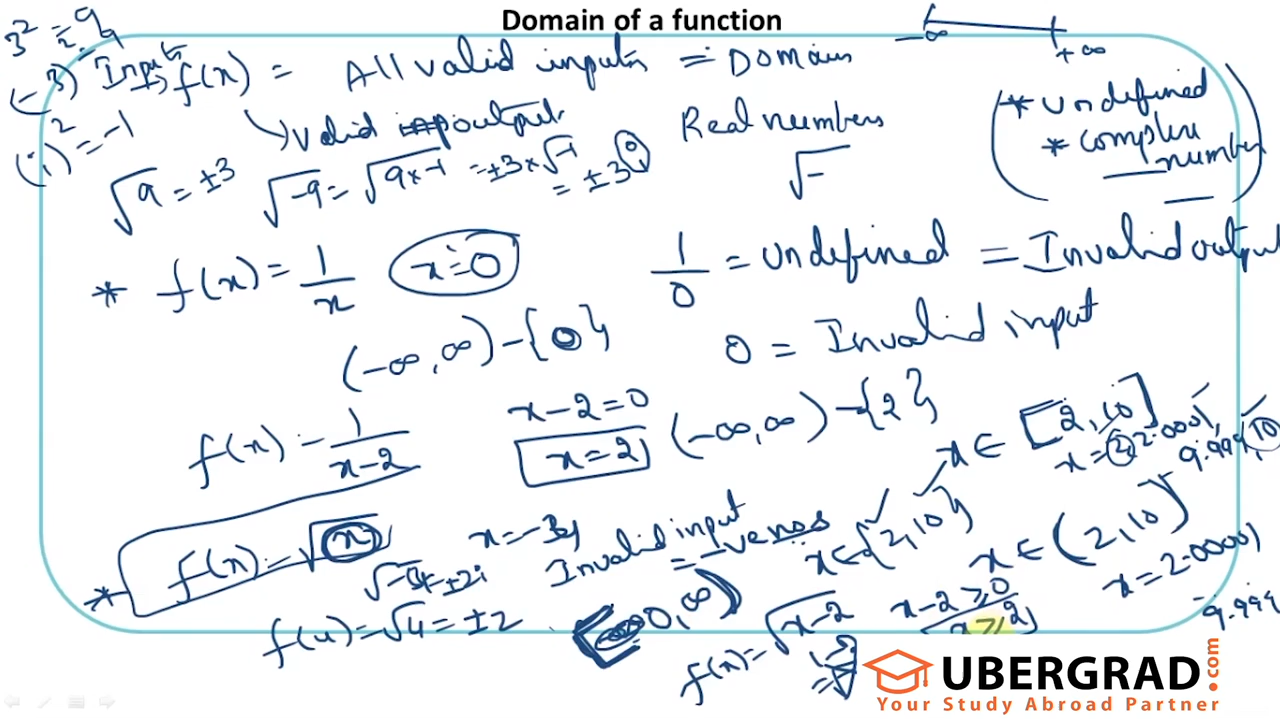 Domain of a function
3² = 9
-∞ +∞
(-3)² Inputs → f(x) = All valid inputs = Domain
→ valid output
Real numbers
* undefined
* complex number
(i)² = -1
√9 = ±3 √-9 = √9×-1 = ±3×√-1 = ±3i
√-
* f(x) = 1/x x=0 1/0 = undefined = Invalid output
(-∞, ∞) - {0} 0 = Invalid input
f(x) = 1/x-2 x-2=0 (-∞, ∞) - {2}
x=2
x ∈ [2, 10]
x = 2, 2.0001, 9.999, 10
* f(x) = √x Invalid input = -ve nos
x ∈ {2, 10} x ∈ (2, 10)
x = 2.00001
9.999
f(4) = √4 = ±2 0, ∞) f(x) = √x-2 x-2 ≥ 0
x ≥ 2
UBERGRAD.com
Your Study Abroad Partner